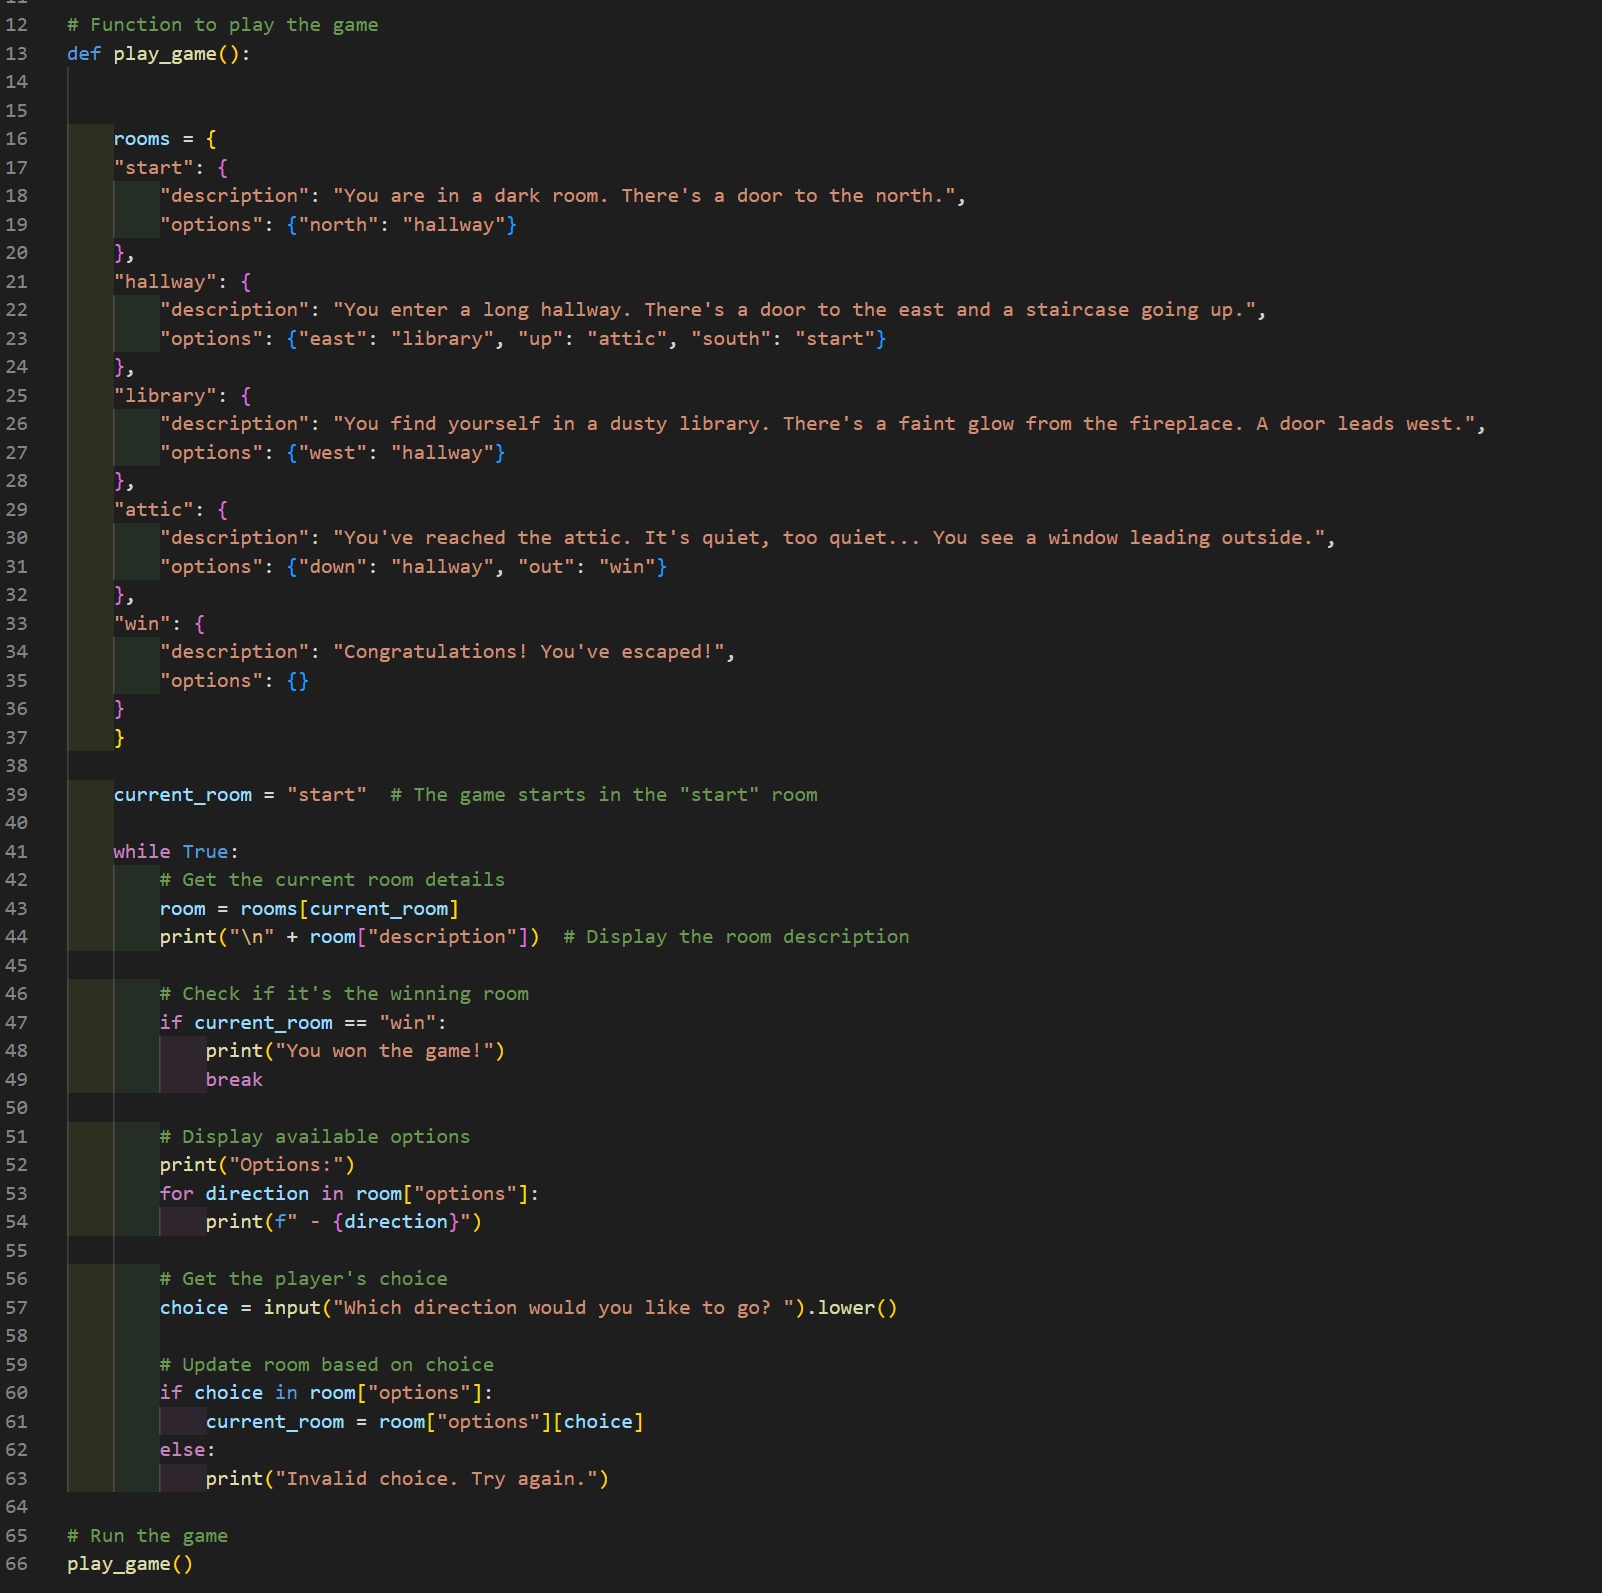 12 # Function to play the game
13 def play_game():
14
15
16     rooms = {
17     "start": {
18         "description": "You are in a dark room. There's a door to the north.",
19         "options": {"north": "hallway"}
20     },
21     "hallway": {
22         "description": "You enter a long hallway. There's a door to the east and a staircase going up.",
23         "options": {"east": "library", "up": "attic", "south": "start"}
24     },
25     "library": {
26         "description": "You find yourself in a dusty library. There's a faint glow from the fireplace. A door leads west.",
27         "options": {"west": "hallway"}
28     },
29     "attic": {
30         "description": "You've reached the attic. It's quiet, too quiet... You see a window leading outside.",
31         "options": {"down": "hallway", "out": "win"}
32     },
33     "win": {
34         "description": "Congratulations! You've escaped!",
35         "options": {}
36     }
37     }
38
39     current_room = "start"  # The game starts in the "start" room
40
41     while True:
42         # Get the current room details
43         room = rooms[current_room]
44         print("\n" + room["description"])  # Display the room description
45
46         # Check if it's the winning room
47         if current_room == "win":
48             print("You won the game!")
49             break
50
51         # Display available options
52         print("Options:")
53         for direction in room["options"]:
54             print(f" - {direction}")
55
56         # Get the player's choice
57         choice = input("Which direction would you like to go? ").lower()
58
59         # Update room based on choice
60         if choice in room["options"]:
61             current_room = room["options"][choice]
62         else:
63             print("Invalid choice. Try again.")
64
65 # Run the game
66 play_game()